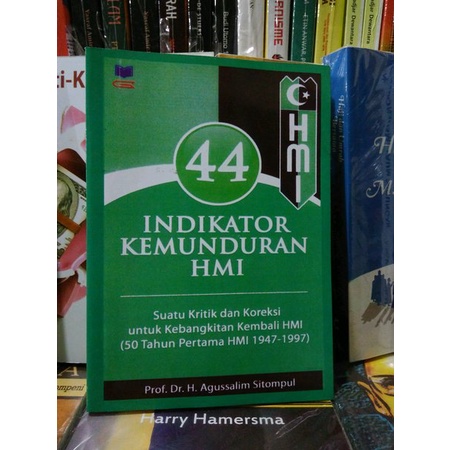 HMI
44
INDIKATOR
KEMUNDURAN
HMI
Suatu Kritik dan Koreksi
untuk Kebangkitan Kembali HMI
(50 Tahun Pertama HMI 1947-1997)
Prof. Dr. H. Agussalim Sitompul
Harry Hamersma